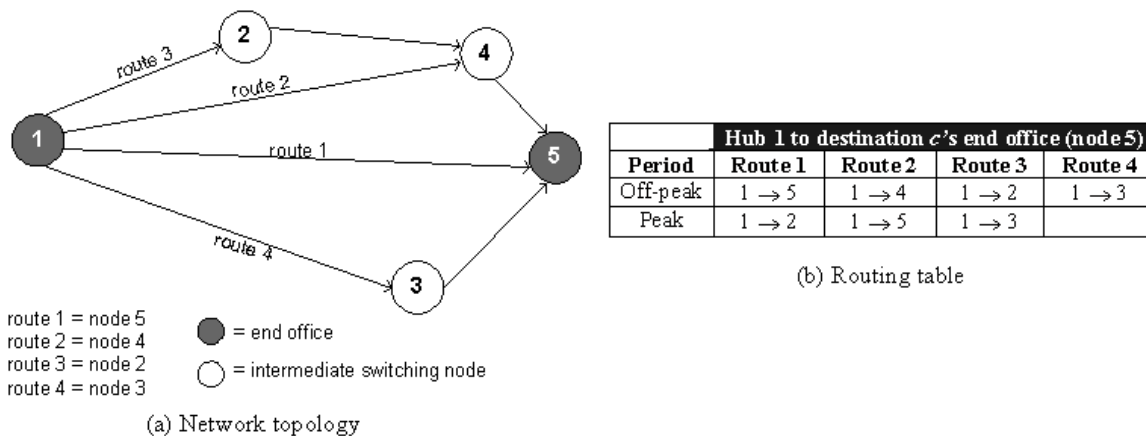 2
4
route 3
route 2
1
route 1
5
route 4
3
route 1 = node 5
route 2 = node 4
route 3 = node 2
route 4 = node 3
= end office
= intermediate switching node
(a) Network topology
Hub 1 to destination c's end office (node 5)
Period Route 1 Route 2 Route 3 Route 4
Off-peak 1 → 5 1 → 4 1 → 2 1 → 3
Peak 1 → 2 1 → 5 1 → 3
(b) Routing table